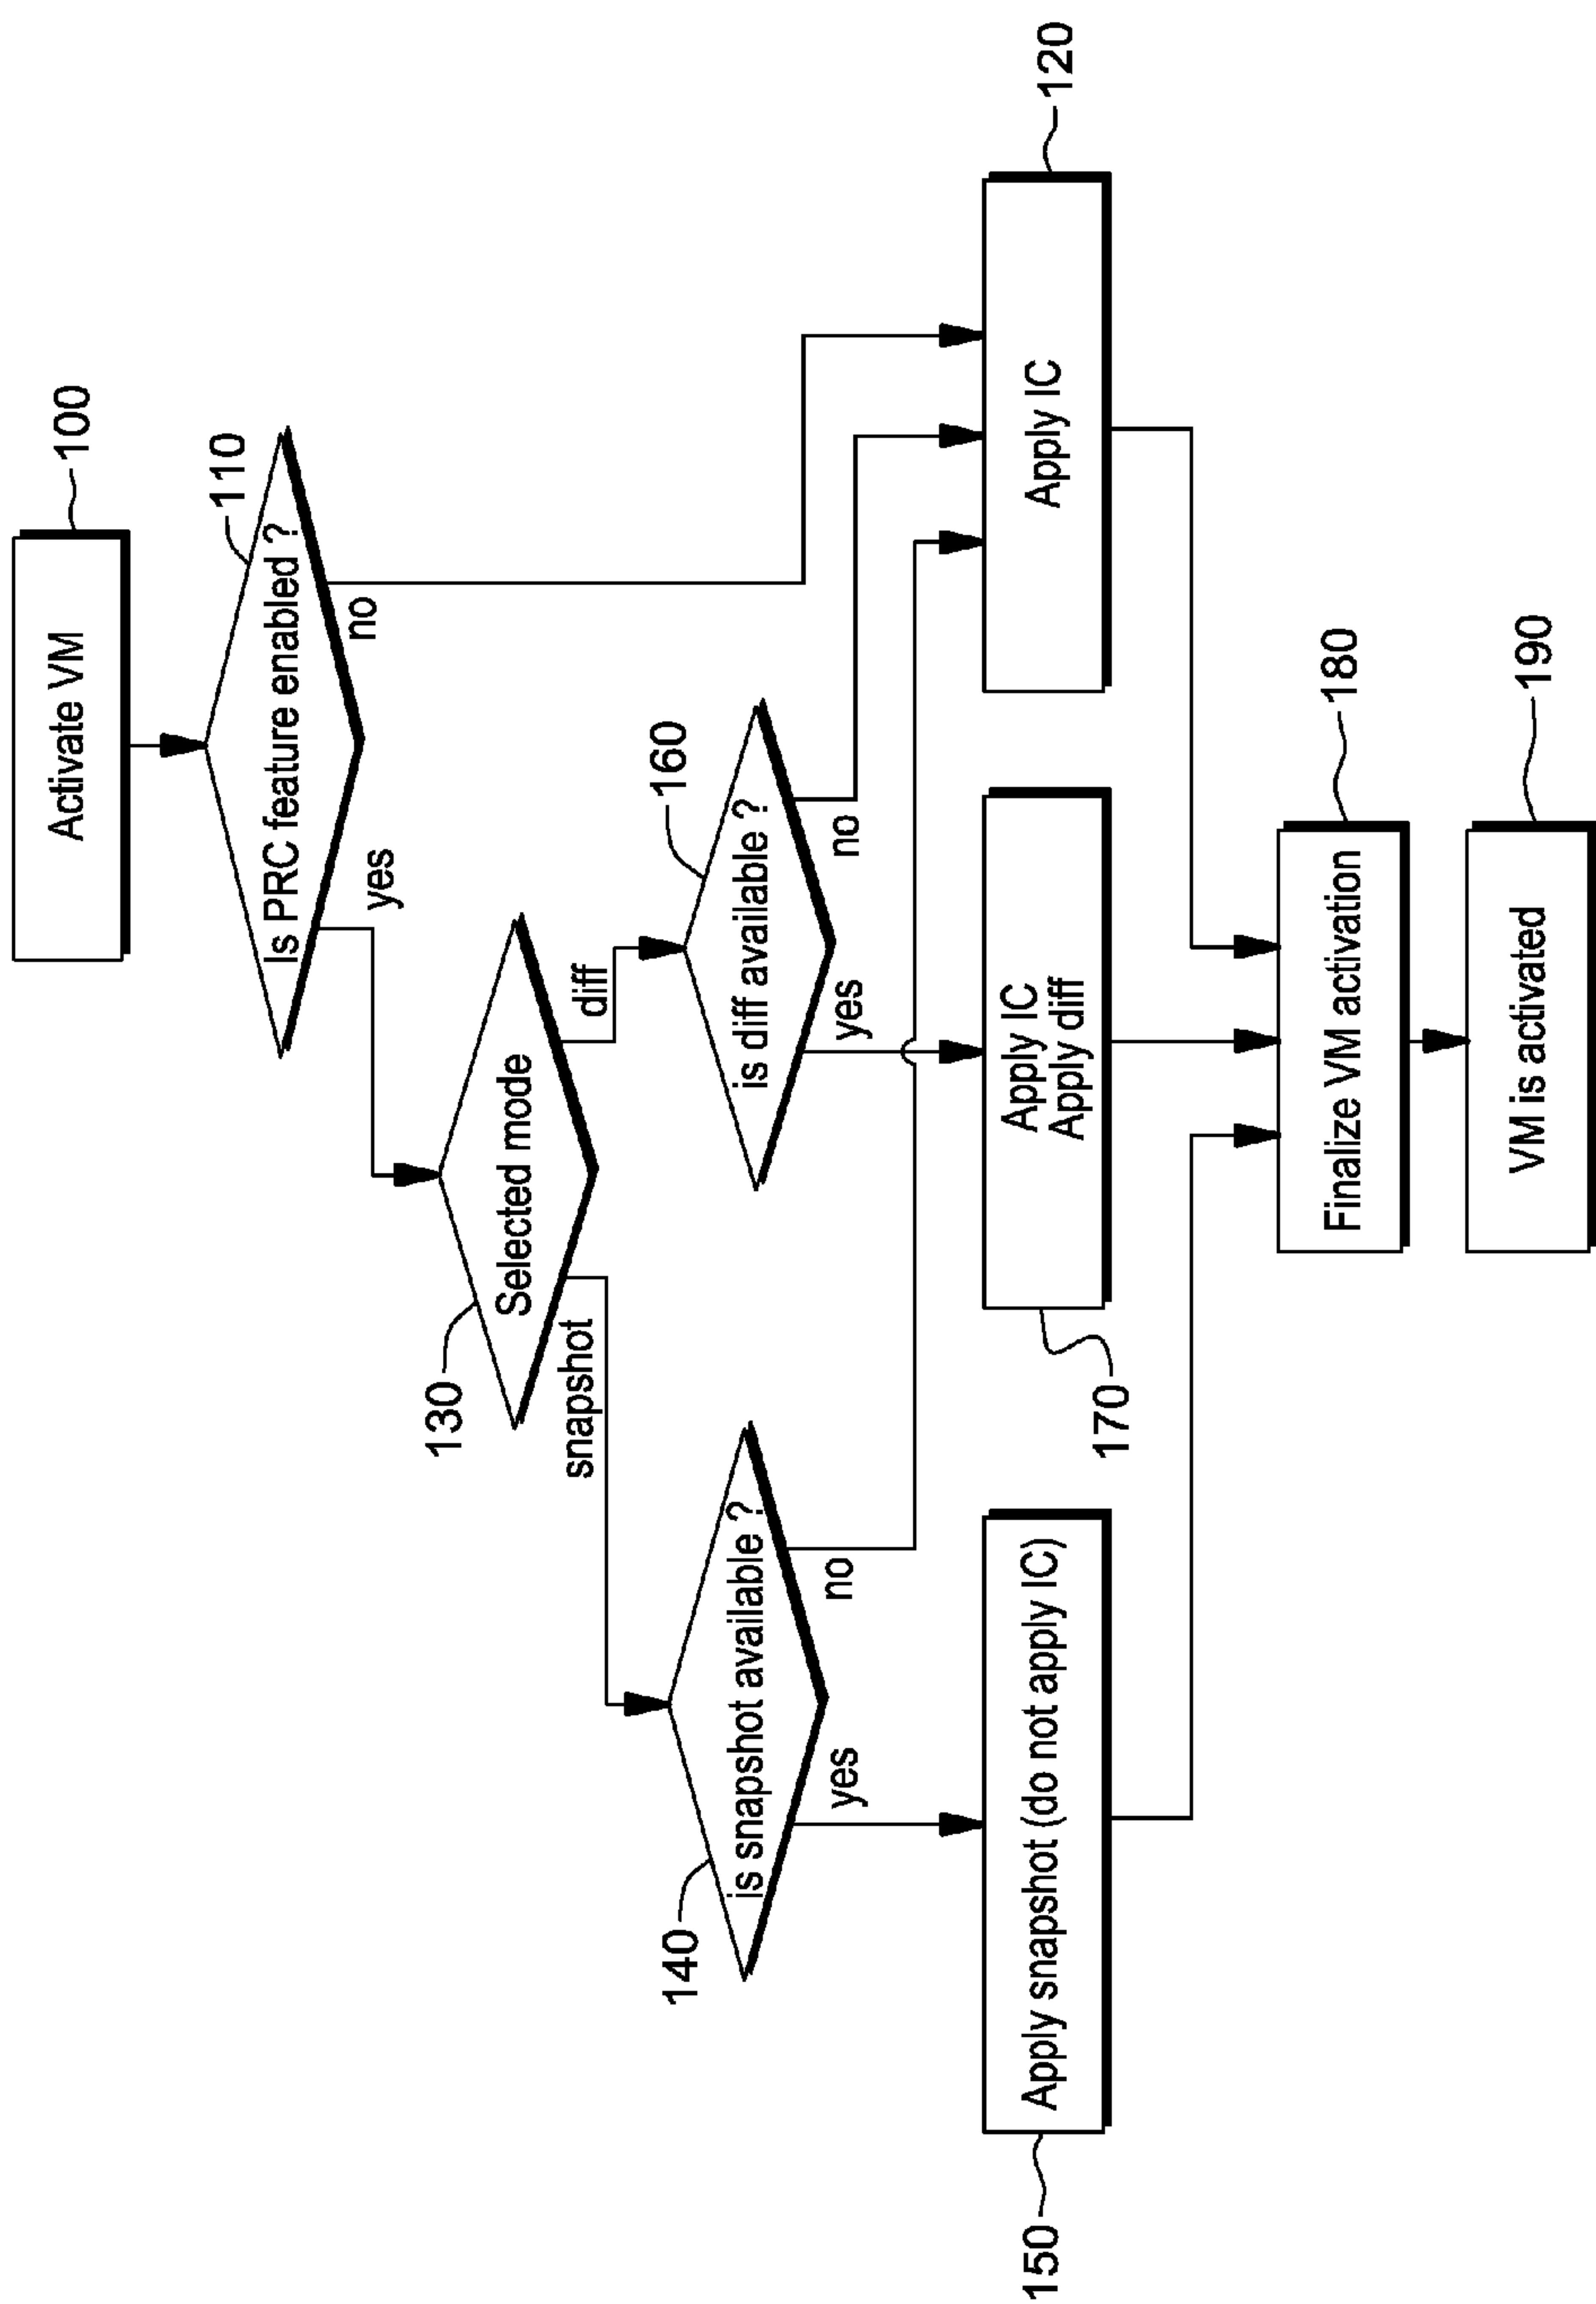 Activate VM
100
Is PRC feature enabled ?
110
yes
no
Selected mode
130
snapshot
diff
is snapshot available ?
140
yes
no
is diff available ?
160
yes
no
Apply snapshot (do not apply IC)
150
Apply IC
Apply diff
170
Apply IC
120
Finalize VM activation
180
VM is activated
190